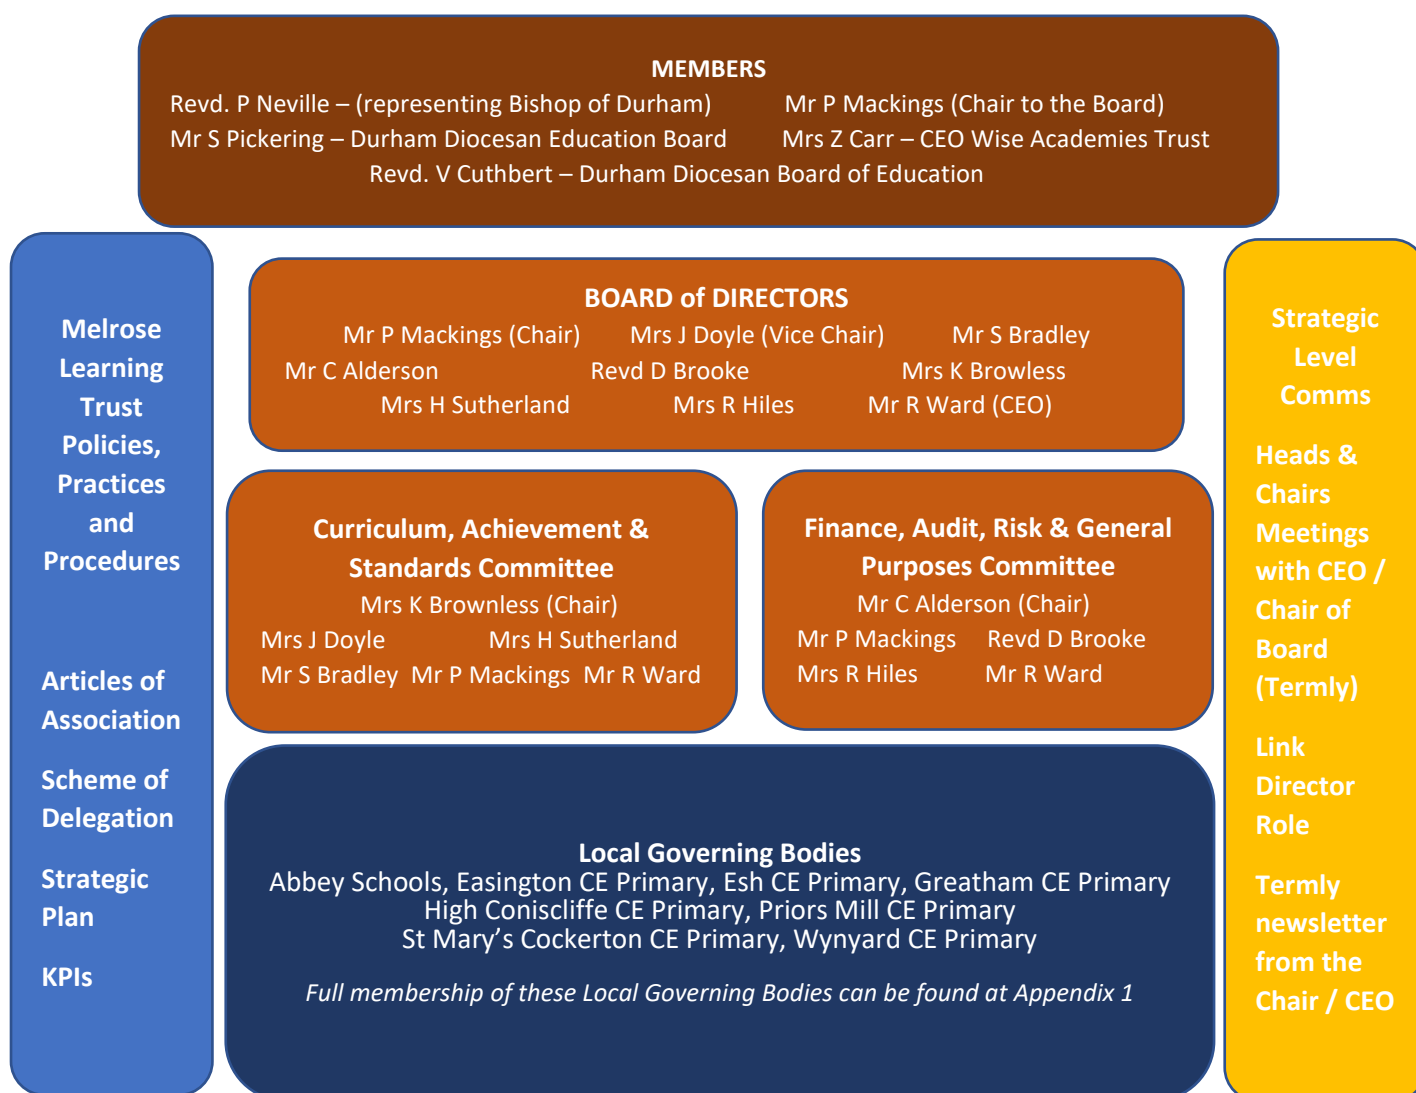 MEMBERS
Revd. P Neville – (representing Bishop of Durham) Mr P Mackings (Chair to the Board)
Mr S Pickering – Durham Diocesan Education Board Mrs Z Carr – CEO Wise Academies Trust
Revd. V Cuthbert – Durham Diocesan Board of Education
Melrose
Learning
Trust
Policies,
Practices
and
Procedures
Articles of
Association
Scheme of
Delegation
Strategic
Plan
KPIs
BOARD of DIRECTORS
Mr P Mackings (Chair) Mrs J Doyle (Vice Chair) Mr S Bradley
Mr C Alderson Revd D Brooke Mrs K Browless
Mrs H Sutherland Mrs R Hiles Mr R Ward (CEO)
Curriculum, Achievement &
Standards Committee
Mrs K Brownless (Chair)
Mrs J Doyle Mrs H Sutherland
Mr S Bradley Mr P Mackings Mr R Ward
Finance, Audit, Risk & General
Purposes Committee
Mr C Alderson (Chair)
Mr P Mackings Revd D Brooke
Mrs R Hiles Mr R Ward
Local Governing Bodies
Abbey Schools, Easington CE Primary, Esh CE Primary, Greatham CE Primary
High Coniscliffe CE Primary, Priors Mill CE Primary
St Mary’s Cockerton CE Primary, Wynyard CE Primary
Full membership of these Local Governing Bodies can be found at Appendix 1
Strategic
Level
Comms
Heads &
Chairs
Meetings
with CEO /
Chair of
Board
(Termly)
Link
Director
Role
Termly
newsletter
from the
Chair / CEO